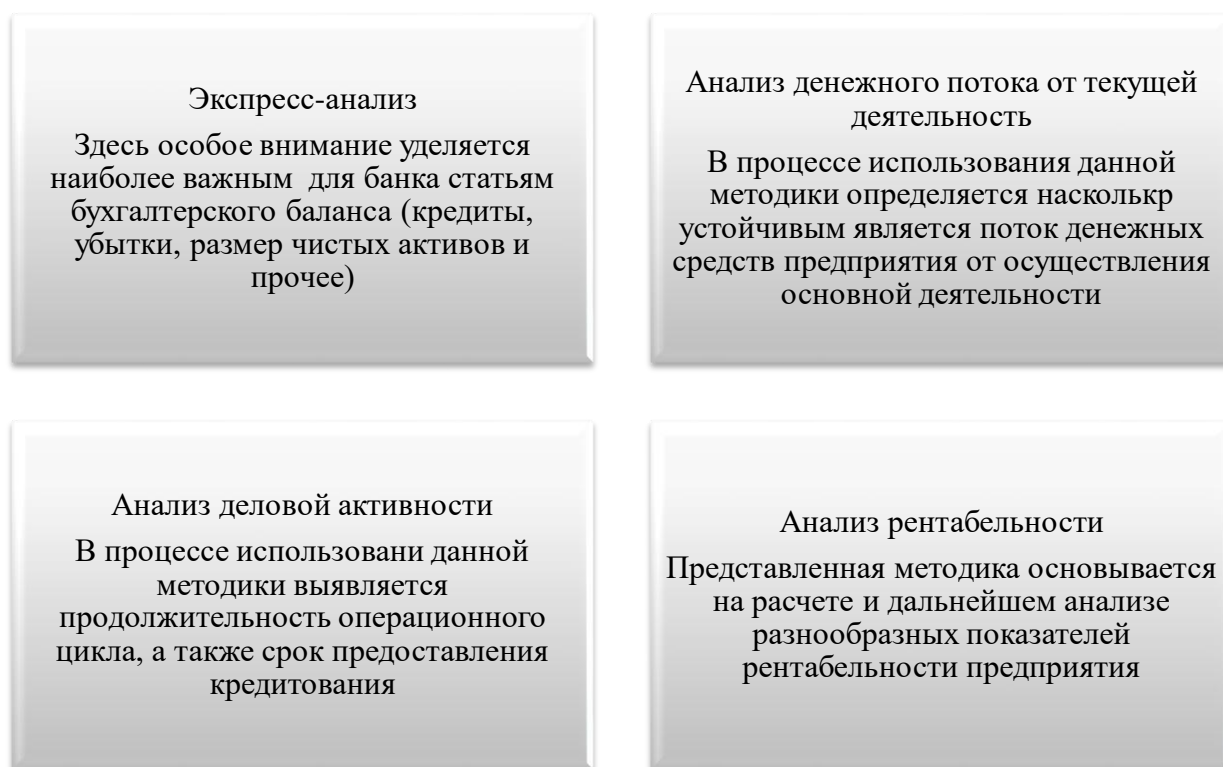 Экспресс-анализ
Здесь особое внимание уделяется
наиболее важным для банка статьям
бухгалтерского баланса (кредиты,
убытки, размер чистых активов и
прочее)
Анализ денежного потока от текущей
деятельность
В процессе использования данной
методики определяется насколькр
устойчивым является поток денежных
средств предприятия от осуществления
основной деятельности
Анализ деловой активности
В процессе использовани данной
методики выявляется
продолжительность операционного
цикла, а также срок предоставления
кредитования
Анализ рентабельности
Представленная методика основывается
на расчете и дальнейшем анализе
разнообразных показателей
рентабельности предприятия